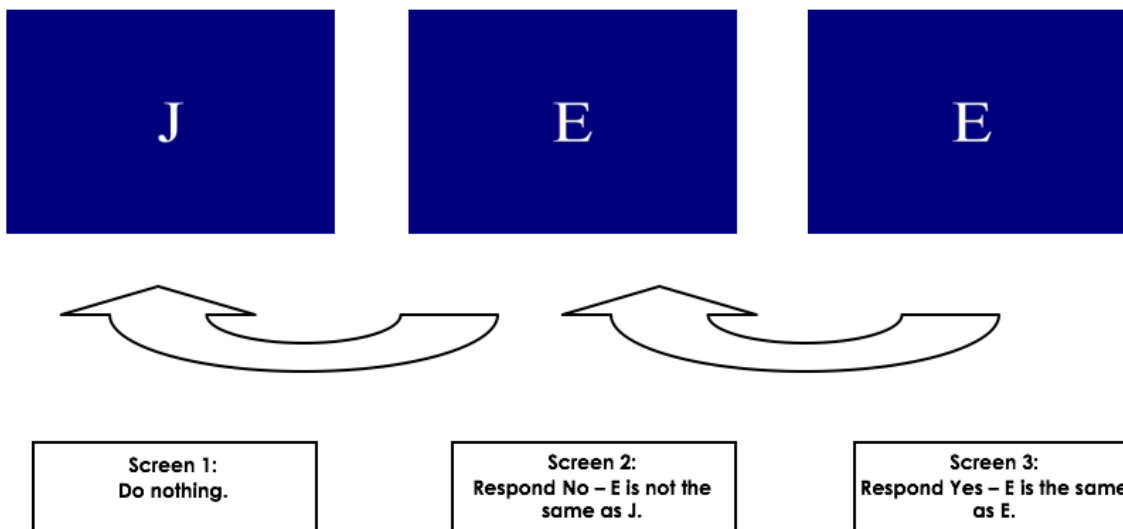 J
E
E
Screen 1:
Do nothing.
Screen 2:
Respond No – E is not the
same as J.
Screen 3:
Respond Yes – E is the same
as E.